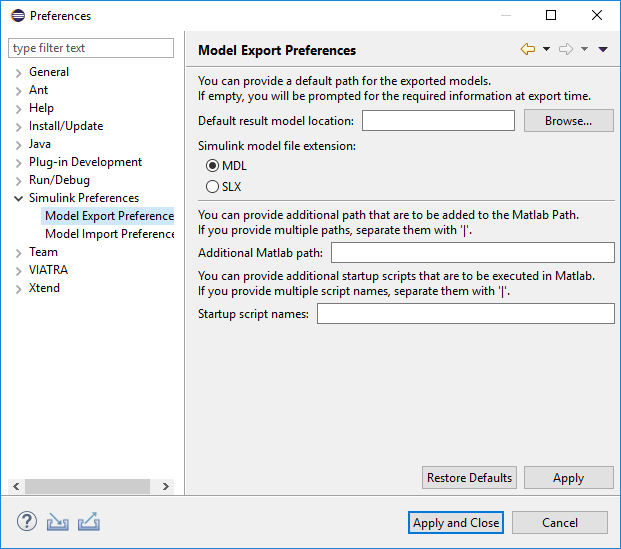 Preferences
type filter text
General
Ant
Help
Install/Update
Java
Plug-in Development
Run/Debug
Simulink Preferences
Model Export Preference
Model Import Preference
Team
VIATRA
Xtend
Model Export Preferences
You can provide a default path for the exported models.
If empty, you will be prompted for the required information at export time.
Default result model location:
Browse...
Simulink model file extension:
MDL
SLX
You can provide additional path that are to be added to the Matlab Path.
If you provide multiple paths, separate them with '|'.
Additional Matlab path:
You can provide additional startup scripts that are to be executed in Matlab.
If you provide multiple script names, separate them with '|'.
Startup script names:
Restore Defaults
Apply
?
Apply and Close
Cancel